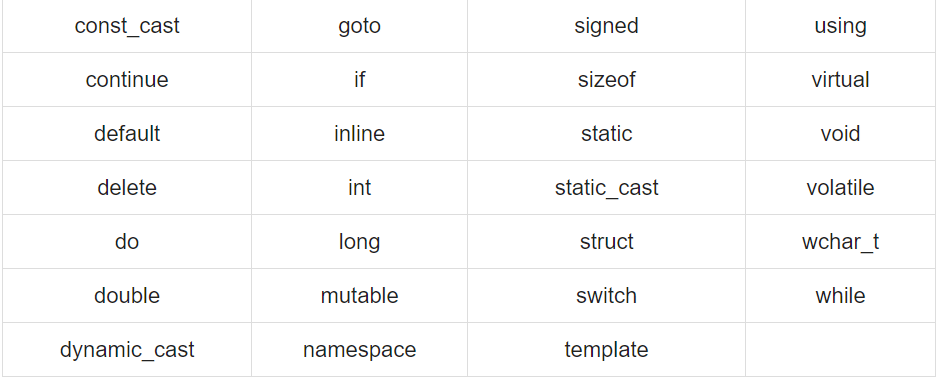 const_cast goto signed using
continue if sizeof virtual
default inline static void
delete int static_cast volatile
do long struct wchar_t
double mutable switch while
dynamic_cast namespace template